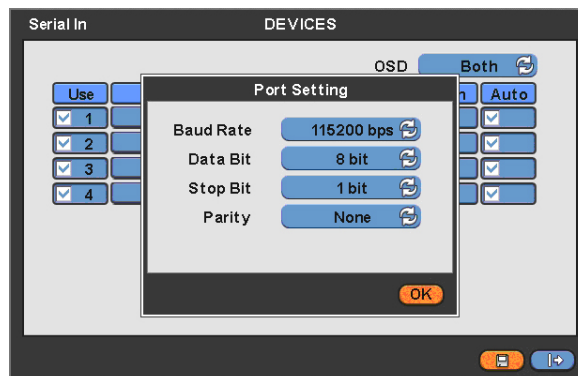 Serial In DEVICES
OSD Both
Use Auto
Port Setting
1
2
3
4
Baud Rate 115200 bps
Data Bit 8 bit
Stop Bit 1 bit
Parity None
OK